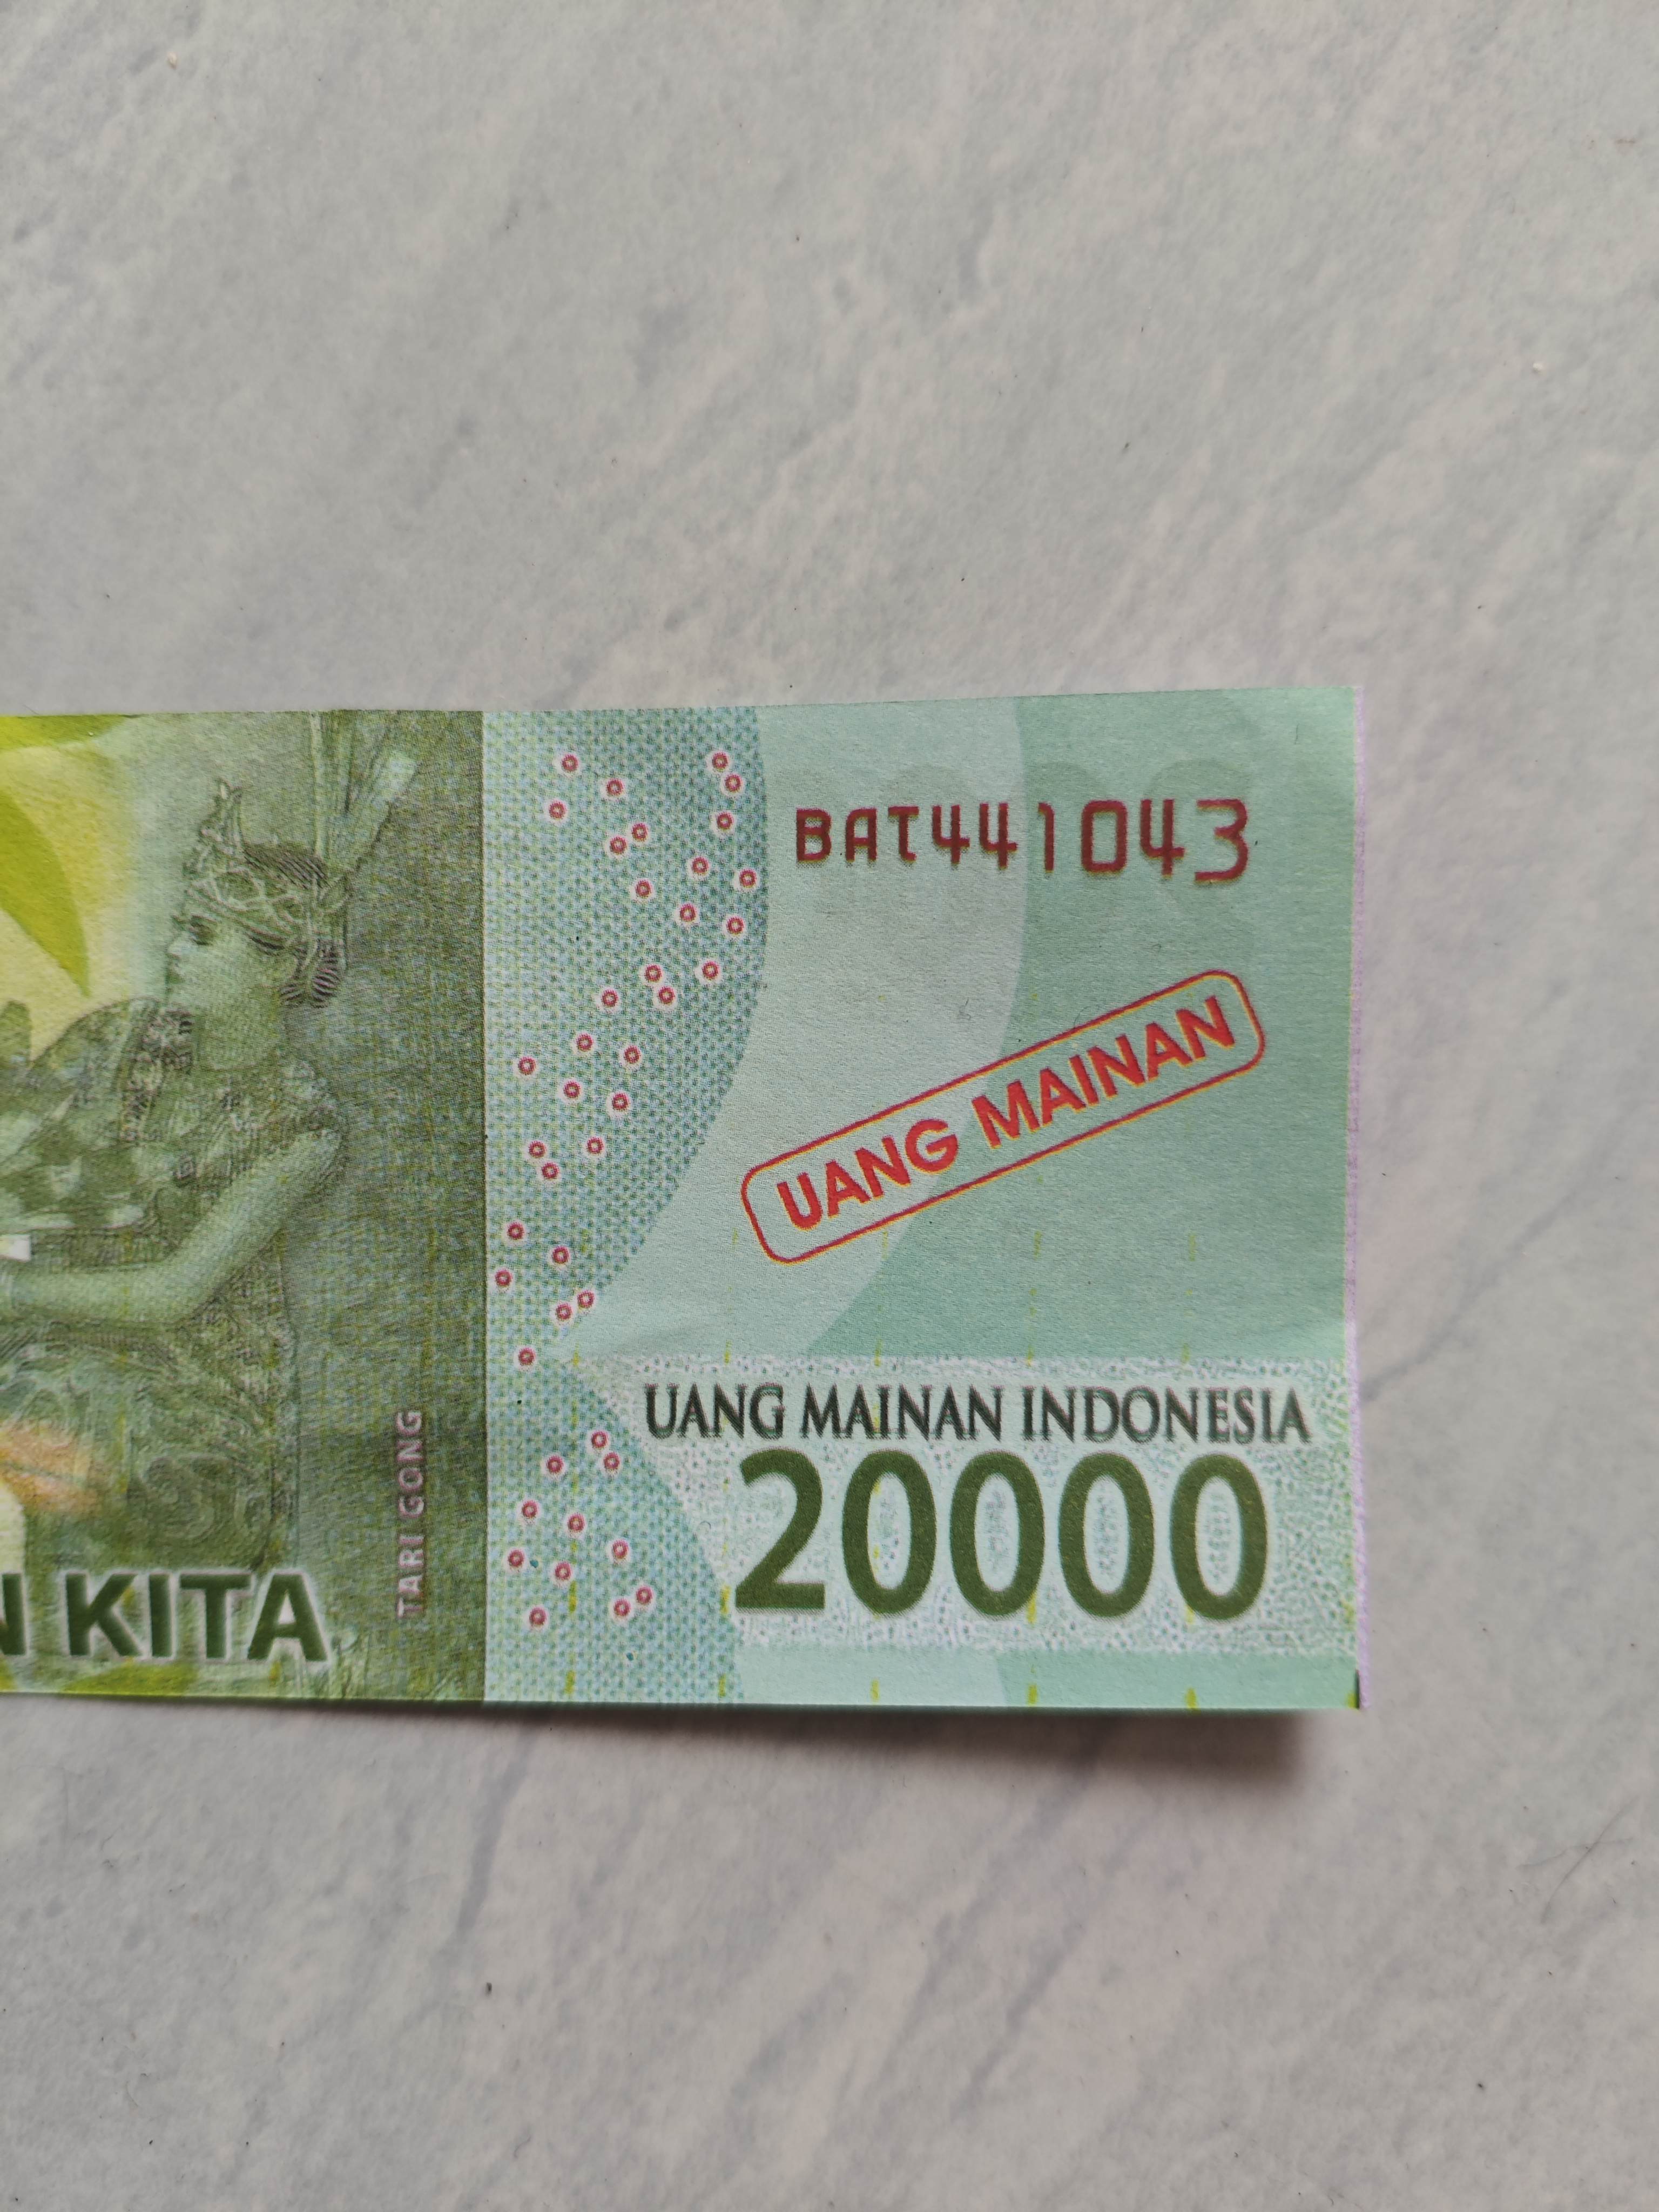 BAT441043
UANG MAINAN
UANG MAINAN INDONESIA
20000
TARI GONG
N KITA